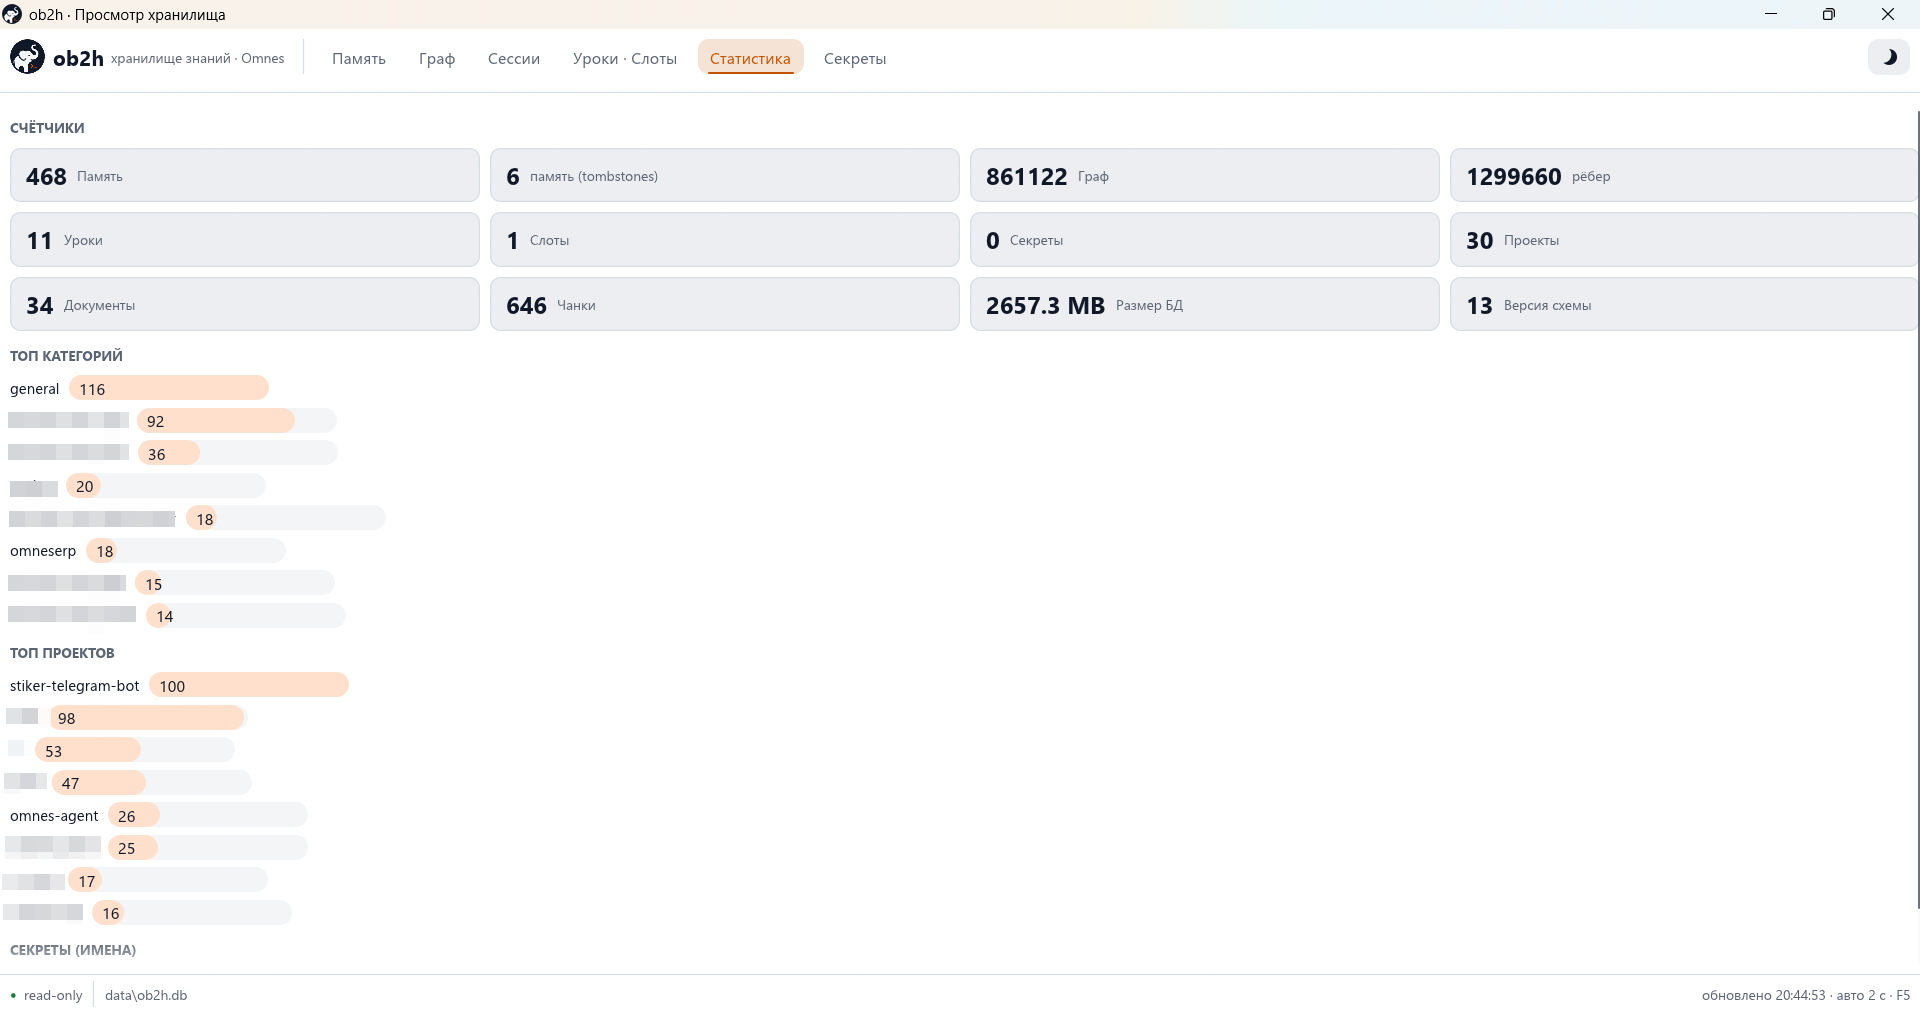 ob2h · Просмотр хранилища
ob2h хранилище знаний · Omnes Память Граф Сессии Уроки · Слоты Статистика Секреты
СЧЁТЧИКИ
468 Память 6 память (tombstones) 861122 Граф 1299660 рёбер
11 Уроки 1 Слоты 0 Секреты 30 Проекты
34 Документы 646 Чанки 2657.3 MB Размер БД 13 Версия схемы
ТОП КАТЕГОРИЙ
general 116
92
36
20
18
omneserp 18
15
14
ТОП ПРОЕКТОВ
stiker-telegram-bot 100
98
53
47
omnes-agent 26
25
17
16
СЕКРЕТЫ (ИМЕНА)
• read-only data\ob2h.db обновлено 20:44:53 · авто 2 с · F5